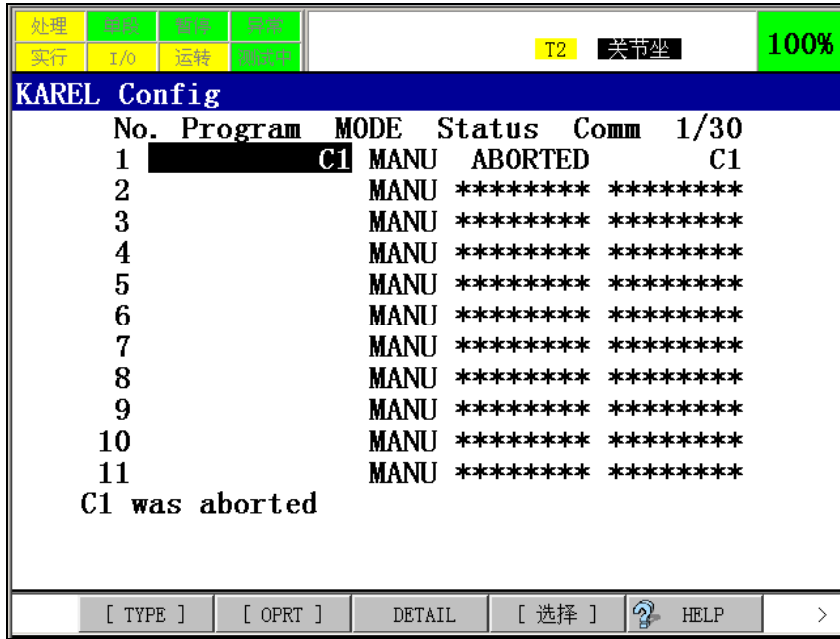 处理 单段 暂停 异常
实行 I/O 运转 测试中 T2 关节坐 100%
KAREL Config
No. Program MODE Status Comm 1/30
1 C1 MANU ABORTED C1
2 MANU ******** ********
3 MANU ******** ********
4 MANU ******** ********
5 MANU ******** ********
6 MANU ******** ********
7 MANU ******** ********
8 MANU ******** ********
9 MANU ******** ********
10 MANU ******** ********
11 MANU ******** ********
C1 was aborted
[ TYPE ] [ OPRT ] DETAIL [ 选择 ] HELP >